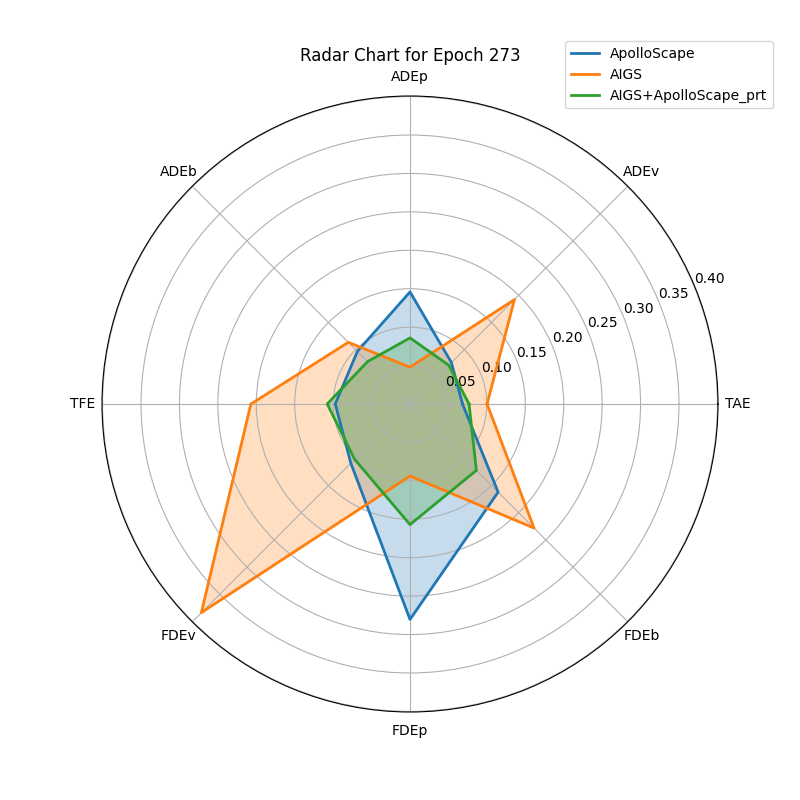 Radar Chart for Epoch 273
ApolloScape
AIGS
AIGS+ApolloScape_prt
ADEp
ADEb
ADEv
0.40
0.35
0.30
0.25
0.20
0.15
0.10
0.05
TFE
TAE
FDEv
FDEb
FDEp